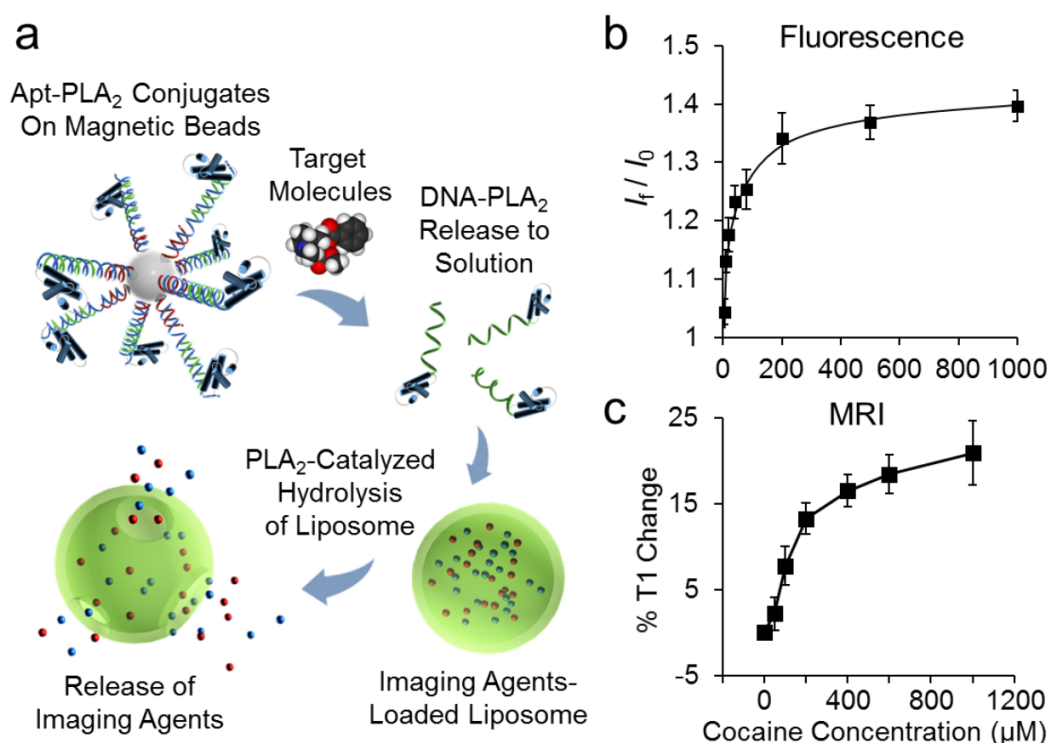 a
Apt-PLA₂ Conjugates
On Magnetic Beads
Target
Molecules
DNA-PLA₂
Release to
Solution
PLA₂-Catalyzed
Hydrolysis
of Liposome
Release of
Imaging Agents
Imaging Agents-
Loaded Liposome
b
Fluorescence
If / I0
1.5
1.4
1.3
1.2
1.1
1
0 200 400 600 800 1000
c
MRI
% T1 Change
25
15
5
-5
0 200 400 600 800 1000 1200
Cocaine Concentration (µM)